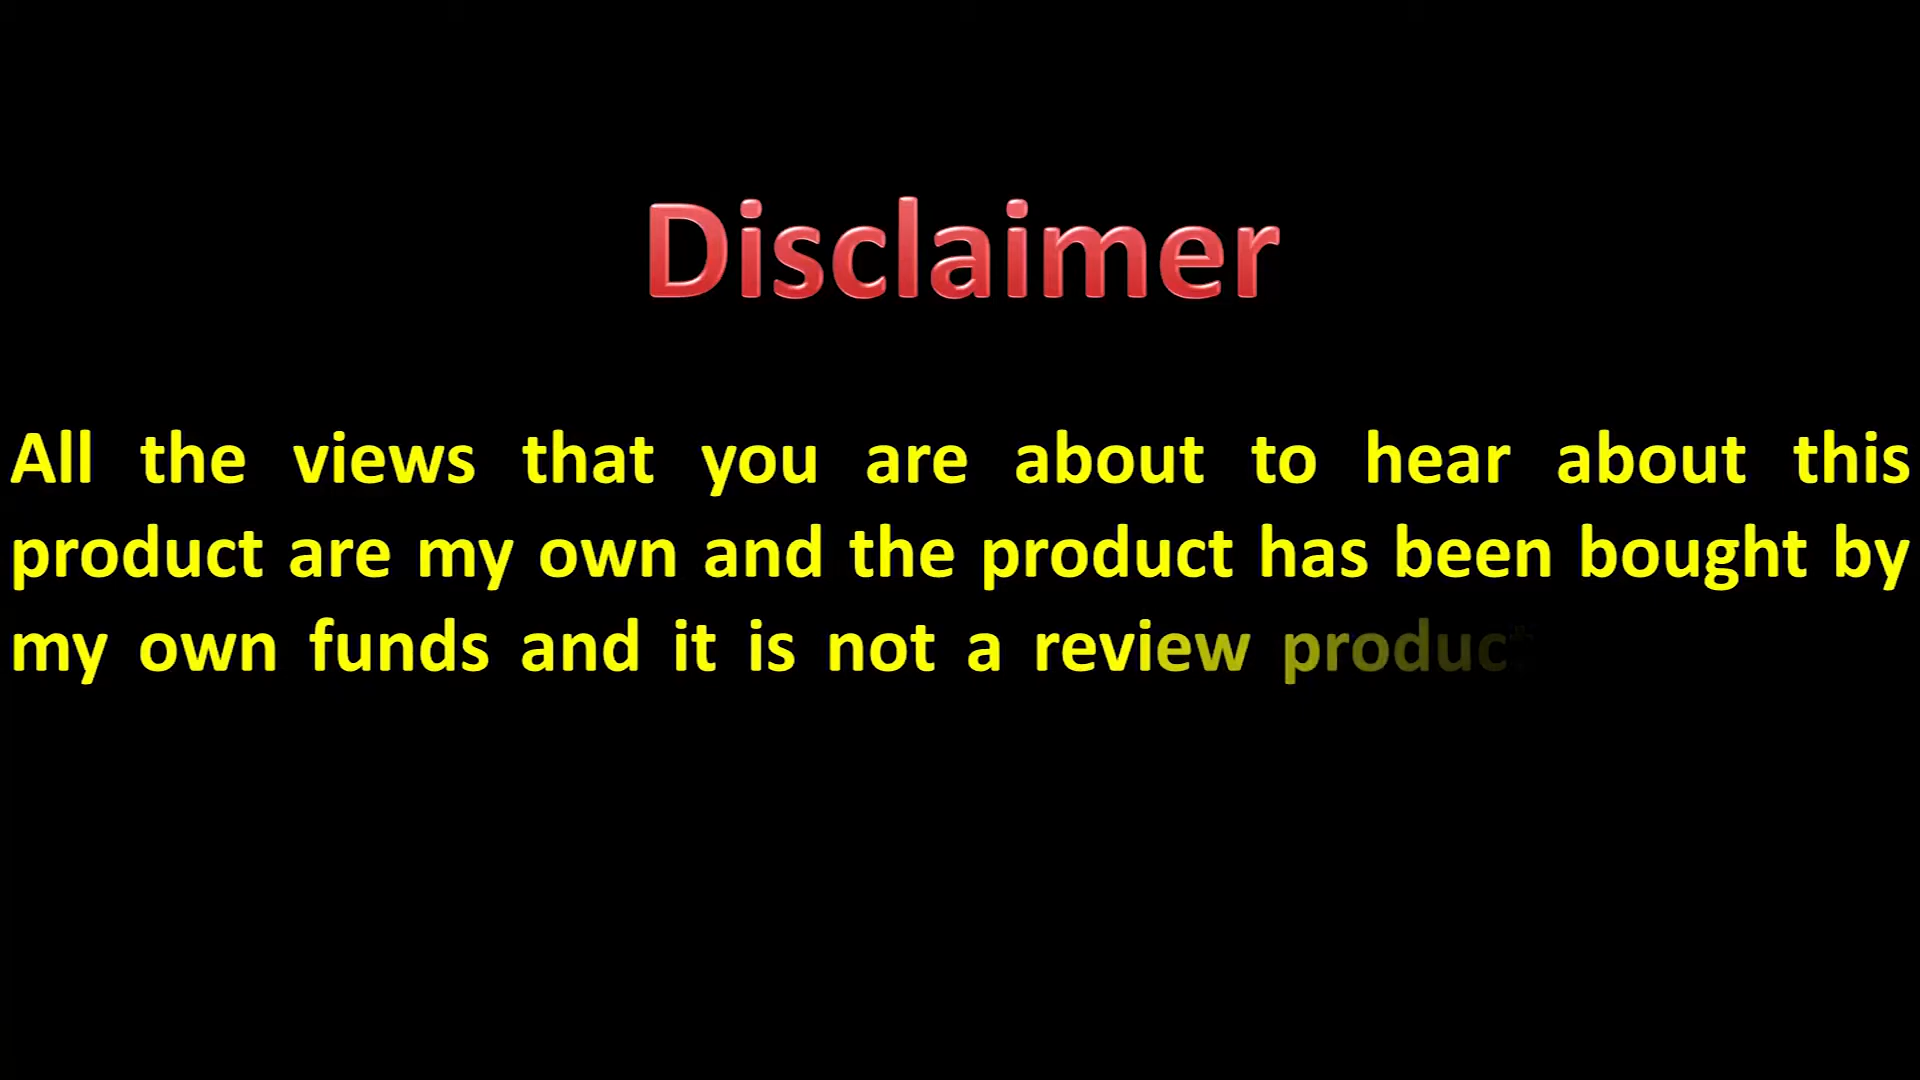 Disclaimer
All the views that you are about to hear about this
product are my own and the product has been bought by
my own funds and it is not a review produc